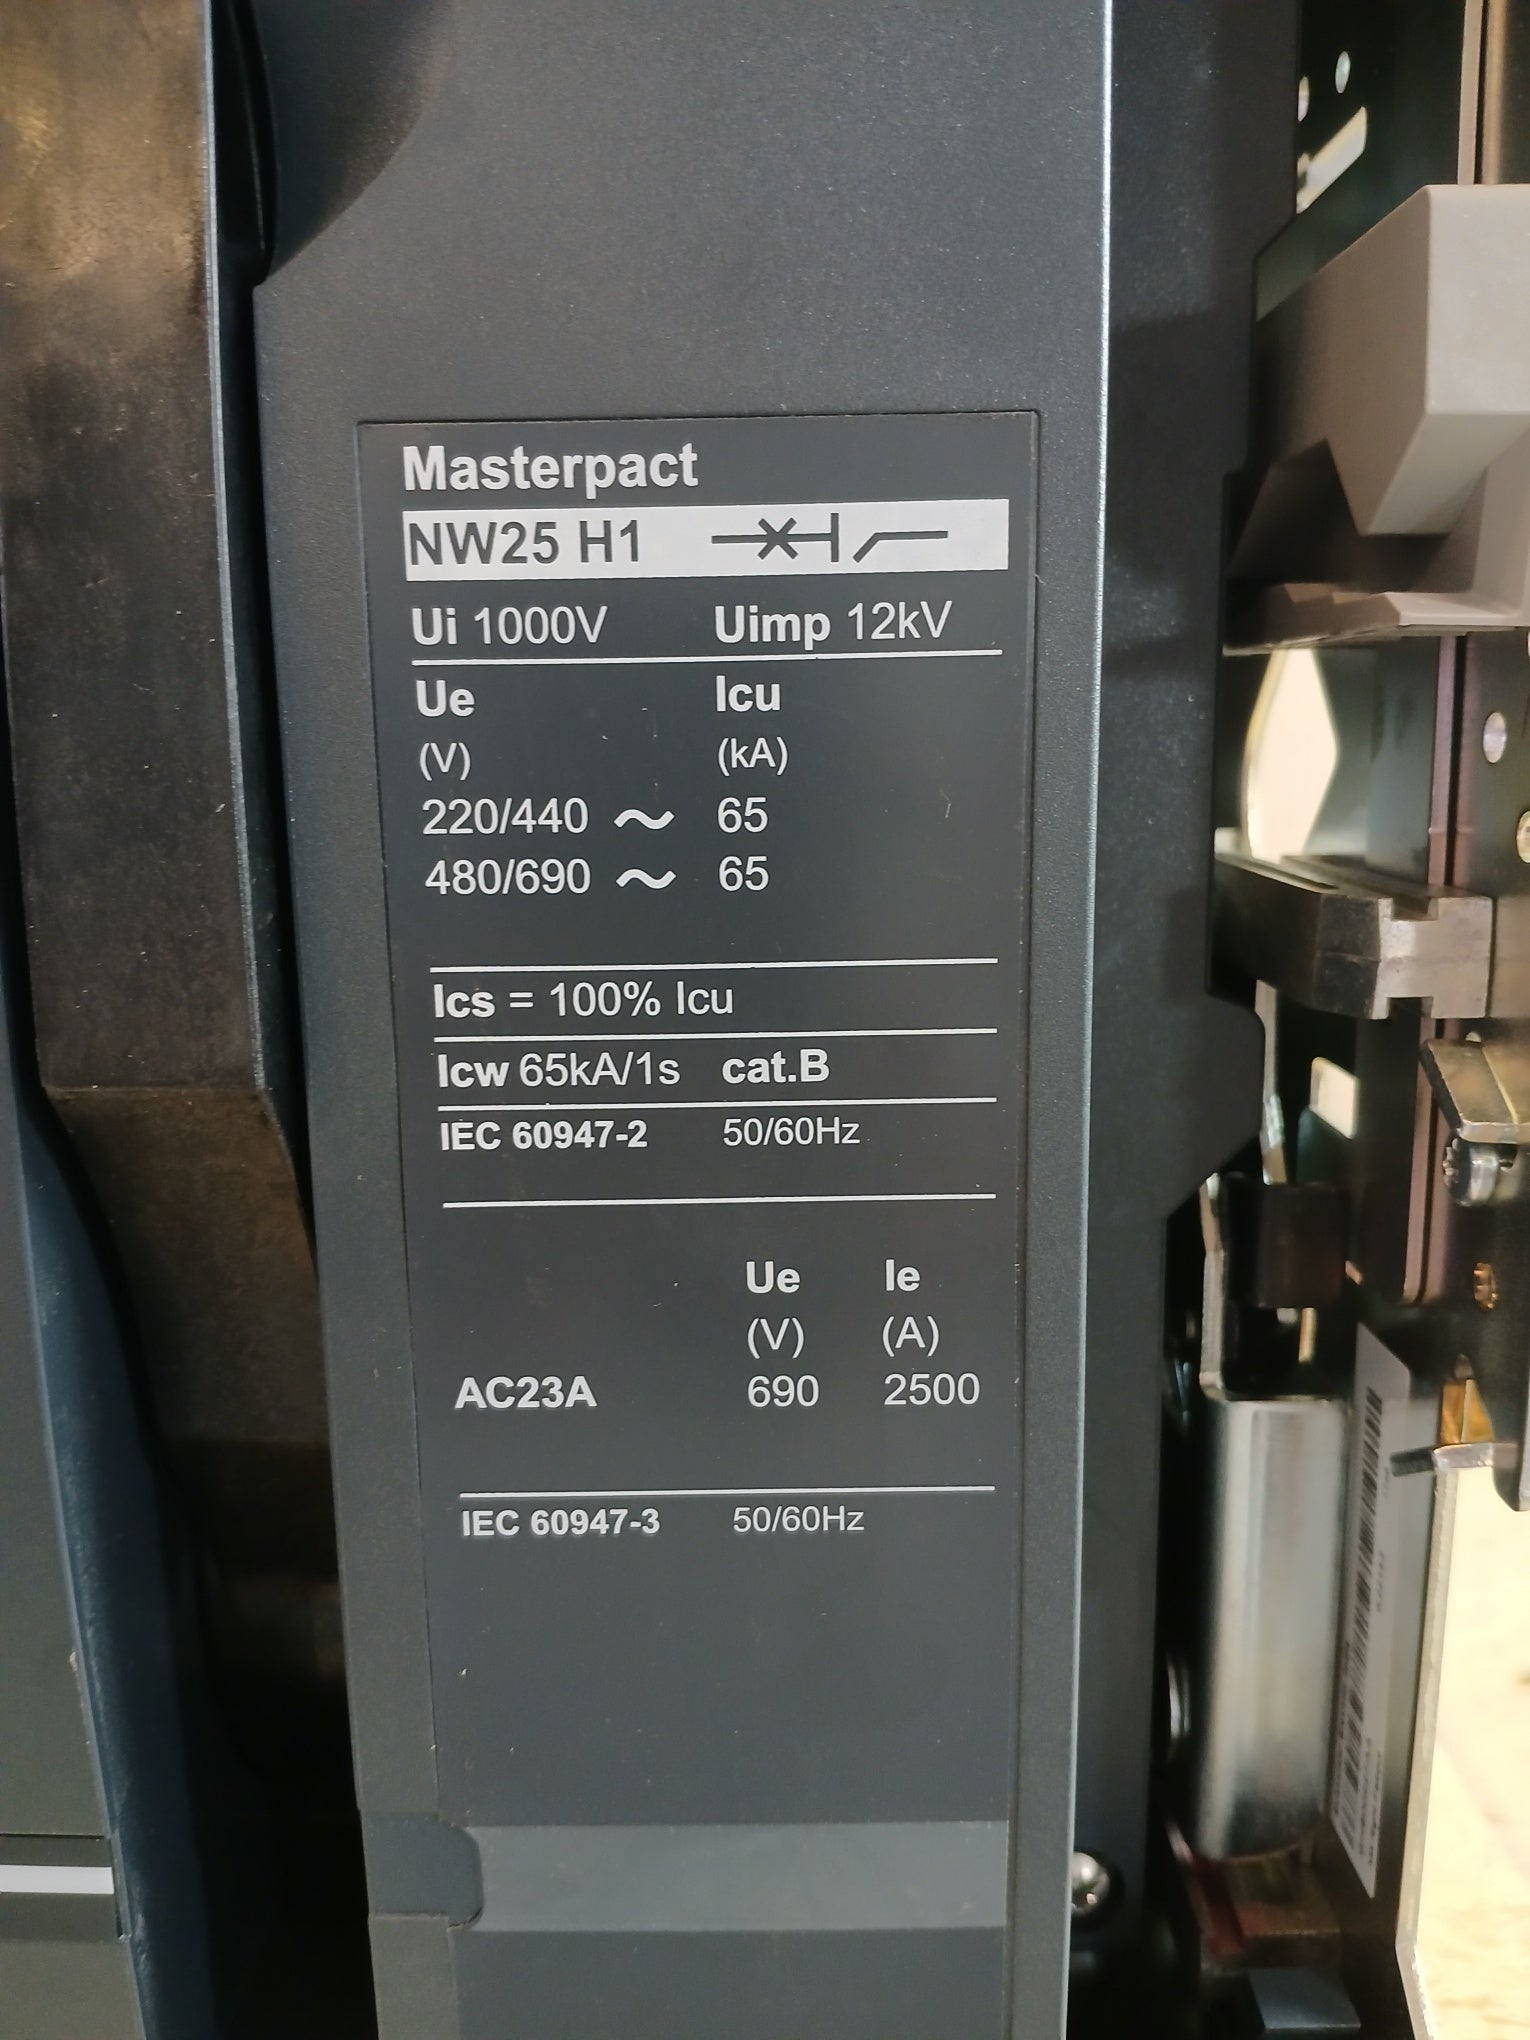 Masterpact
NW25 H1
Ui 1000V Uimp 12kV
Ue Icu
(V) (kA)
220/440 ~ 65
480/690 ~ 65
Ics = 100% Icu
Icw 65kA/1s cat.B
IEC 60947-2 50/60Hz
Ue Ie
(V) (A)
AC23A 690 2500
IEC 60947-3 50/60Hz